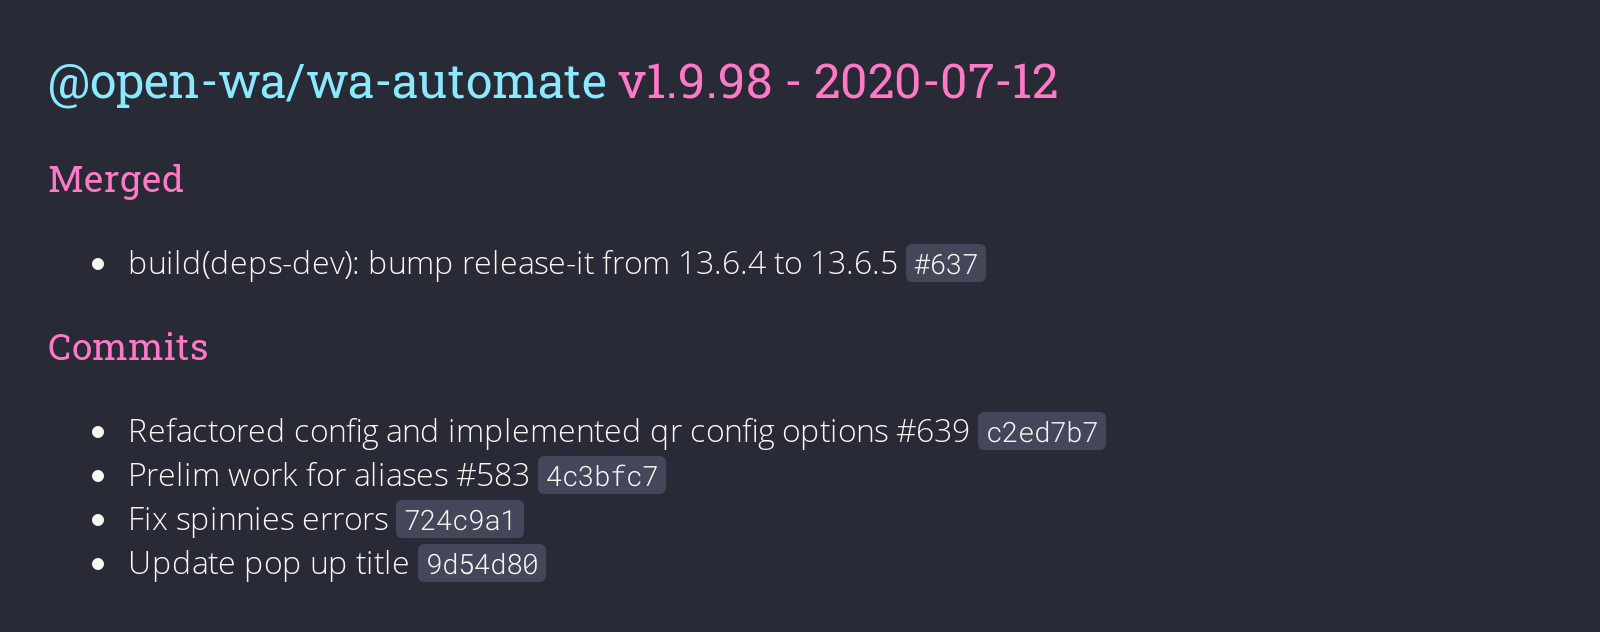 @open-wa/wa-automate v1.9.98 - 2020-07-12
Merged
build(deps-dev): bump release-it from 13.6.4 to 13.6.5 #637
Commits
Refactored config and implemented qr config options #639 c2ed7b7
Prelim work for aliases #583 4c3bfc7
Fix spinnies errors 724c9a1
Update pop up title 9d54d80